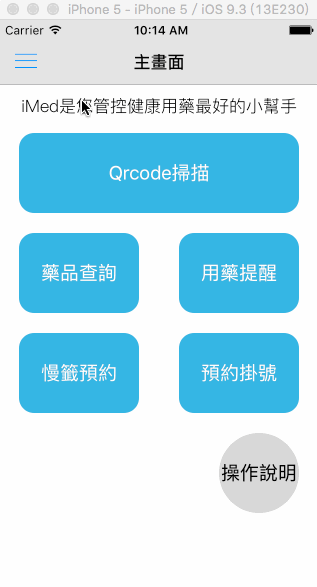 iPhone 5 - iPhone 5 / iOS 9.3 (13E230)
Carrier 10:14 AM
主畫面
iMed是您管控健康用藥最好的小幫手
Qrcode掃描
藥品查詢 用藥提醒
慢籤預約 預約掛號
操作說明